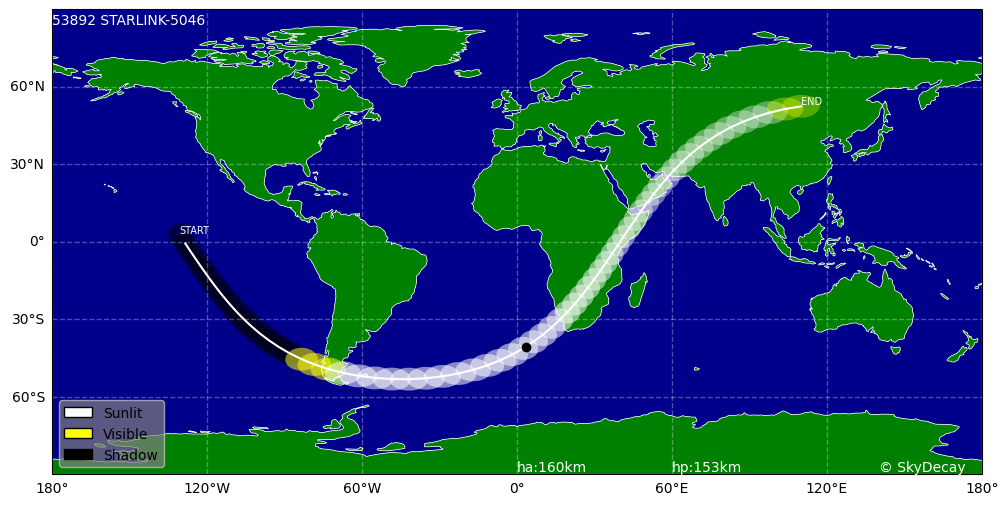 53892 STARLINK-5046
60°N
30°N
0°
30°S
60°S
START
END
Sunlit
Visible
Shadow
ha:160km
hp:153km
© SkyDecay
180° 120°W 60°W 0° 60°E 120°E 180°